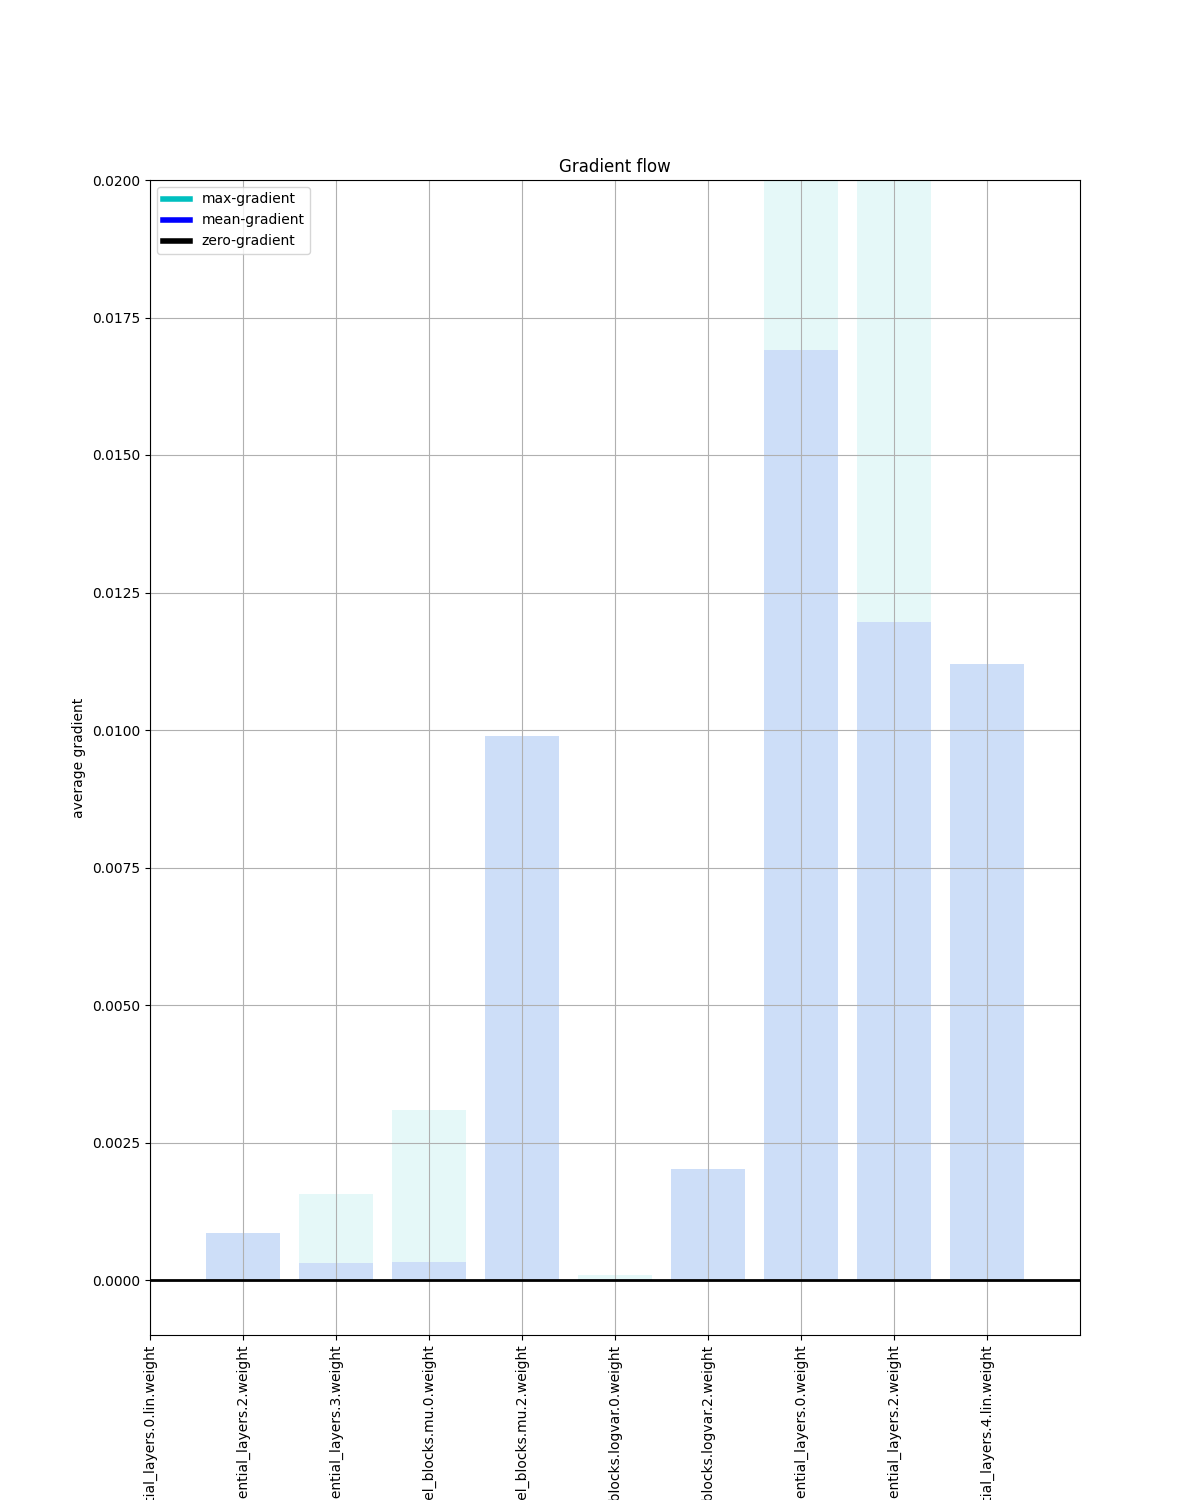 Gradient flow
max-gradient
mean-gradient
zero-gradient
0.0200
0.0175
0.0150
0.0125
0.0100
0.0075
0.0050
0.0025
0.0000
average gradient
tial_layers.0.lin.weight
ential_layers.2.weight
ential_layers.3.weight
el_blocks.mu.0.weight
el_blocks.mu.2.weight
blocks.logvar.0.weight
blocks.logvar.2.weight
ential_layers.0.weight
ential_layers.2.weight
tial_layers.4.lin.weight